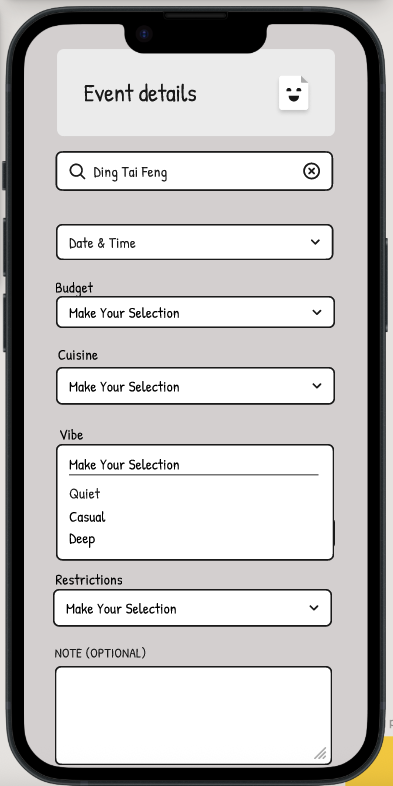 Event details
Ding Tai Feng
Date & Time
Budget
Make Your Selection
Cuisine
Make Your Selection
Vibe
Make Your Selection
Quiet
Casual
Deep
Restrictions
Make Your Selection
NOTE (OPTIONAL)